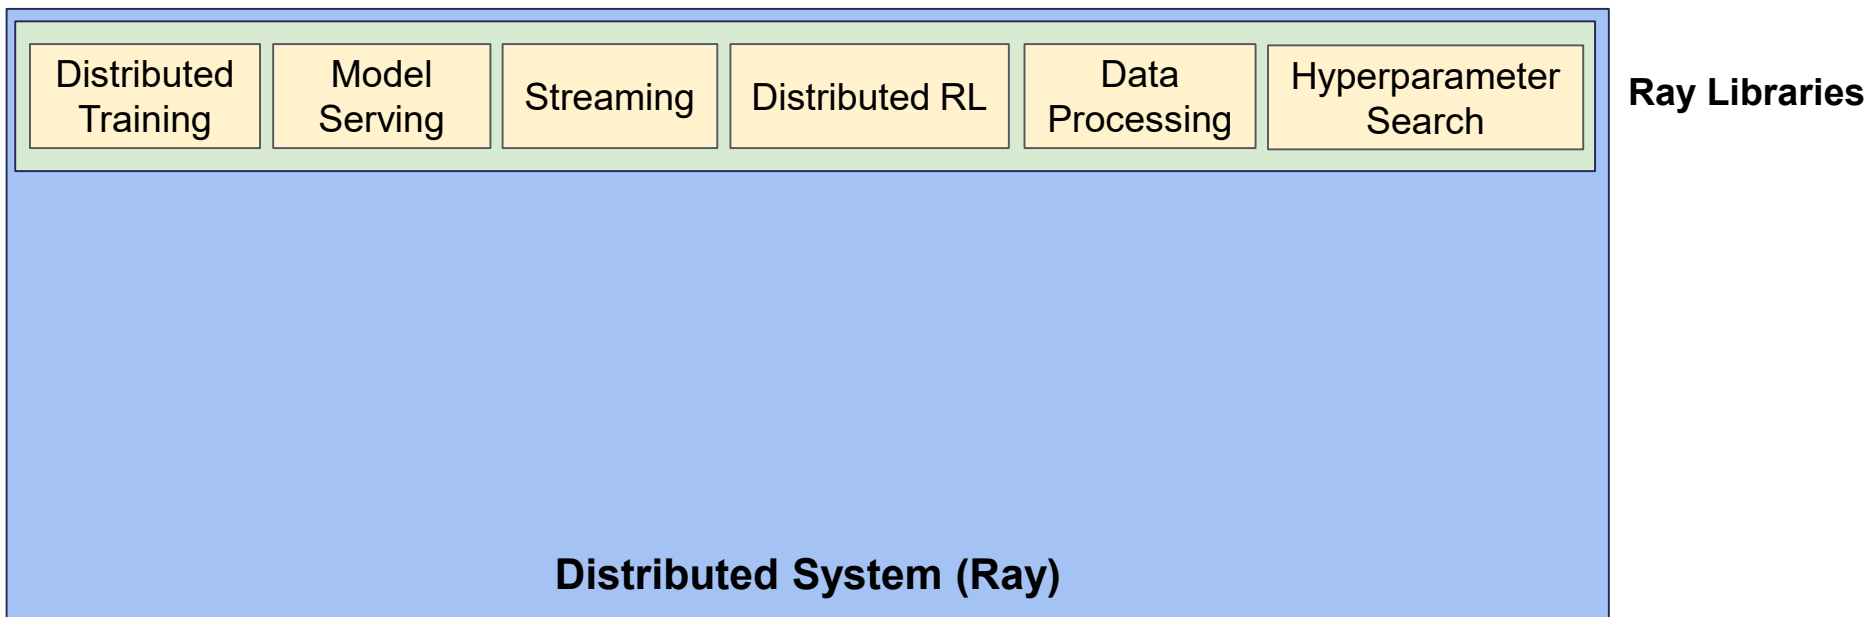 Distributed
Training
Model
Serving
Streaming
Distributed RL
Data
Processing
Hyperparameter
Search
Ray Libraries
Distributed System (Ray)